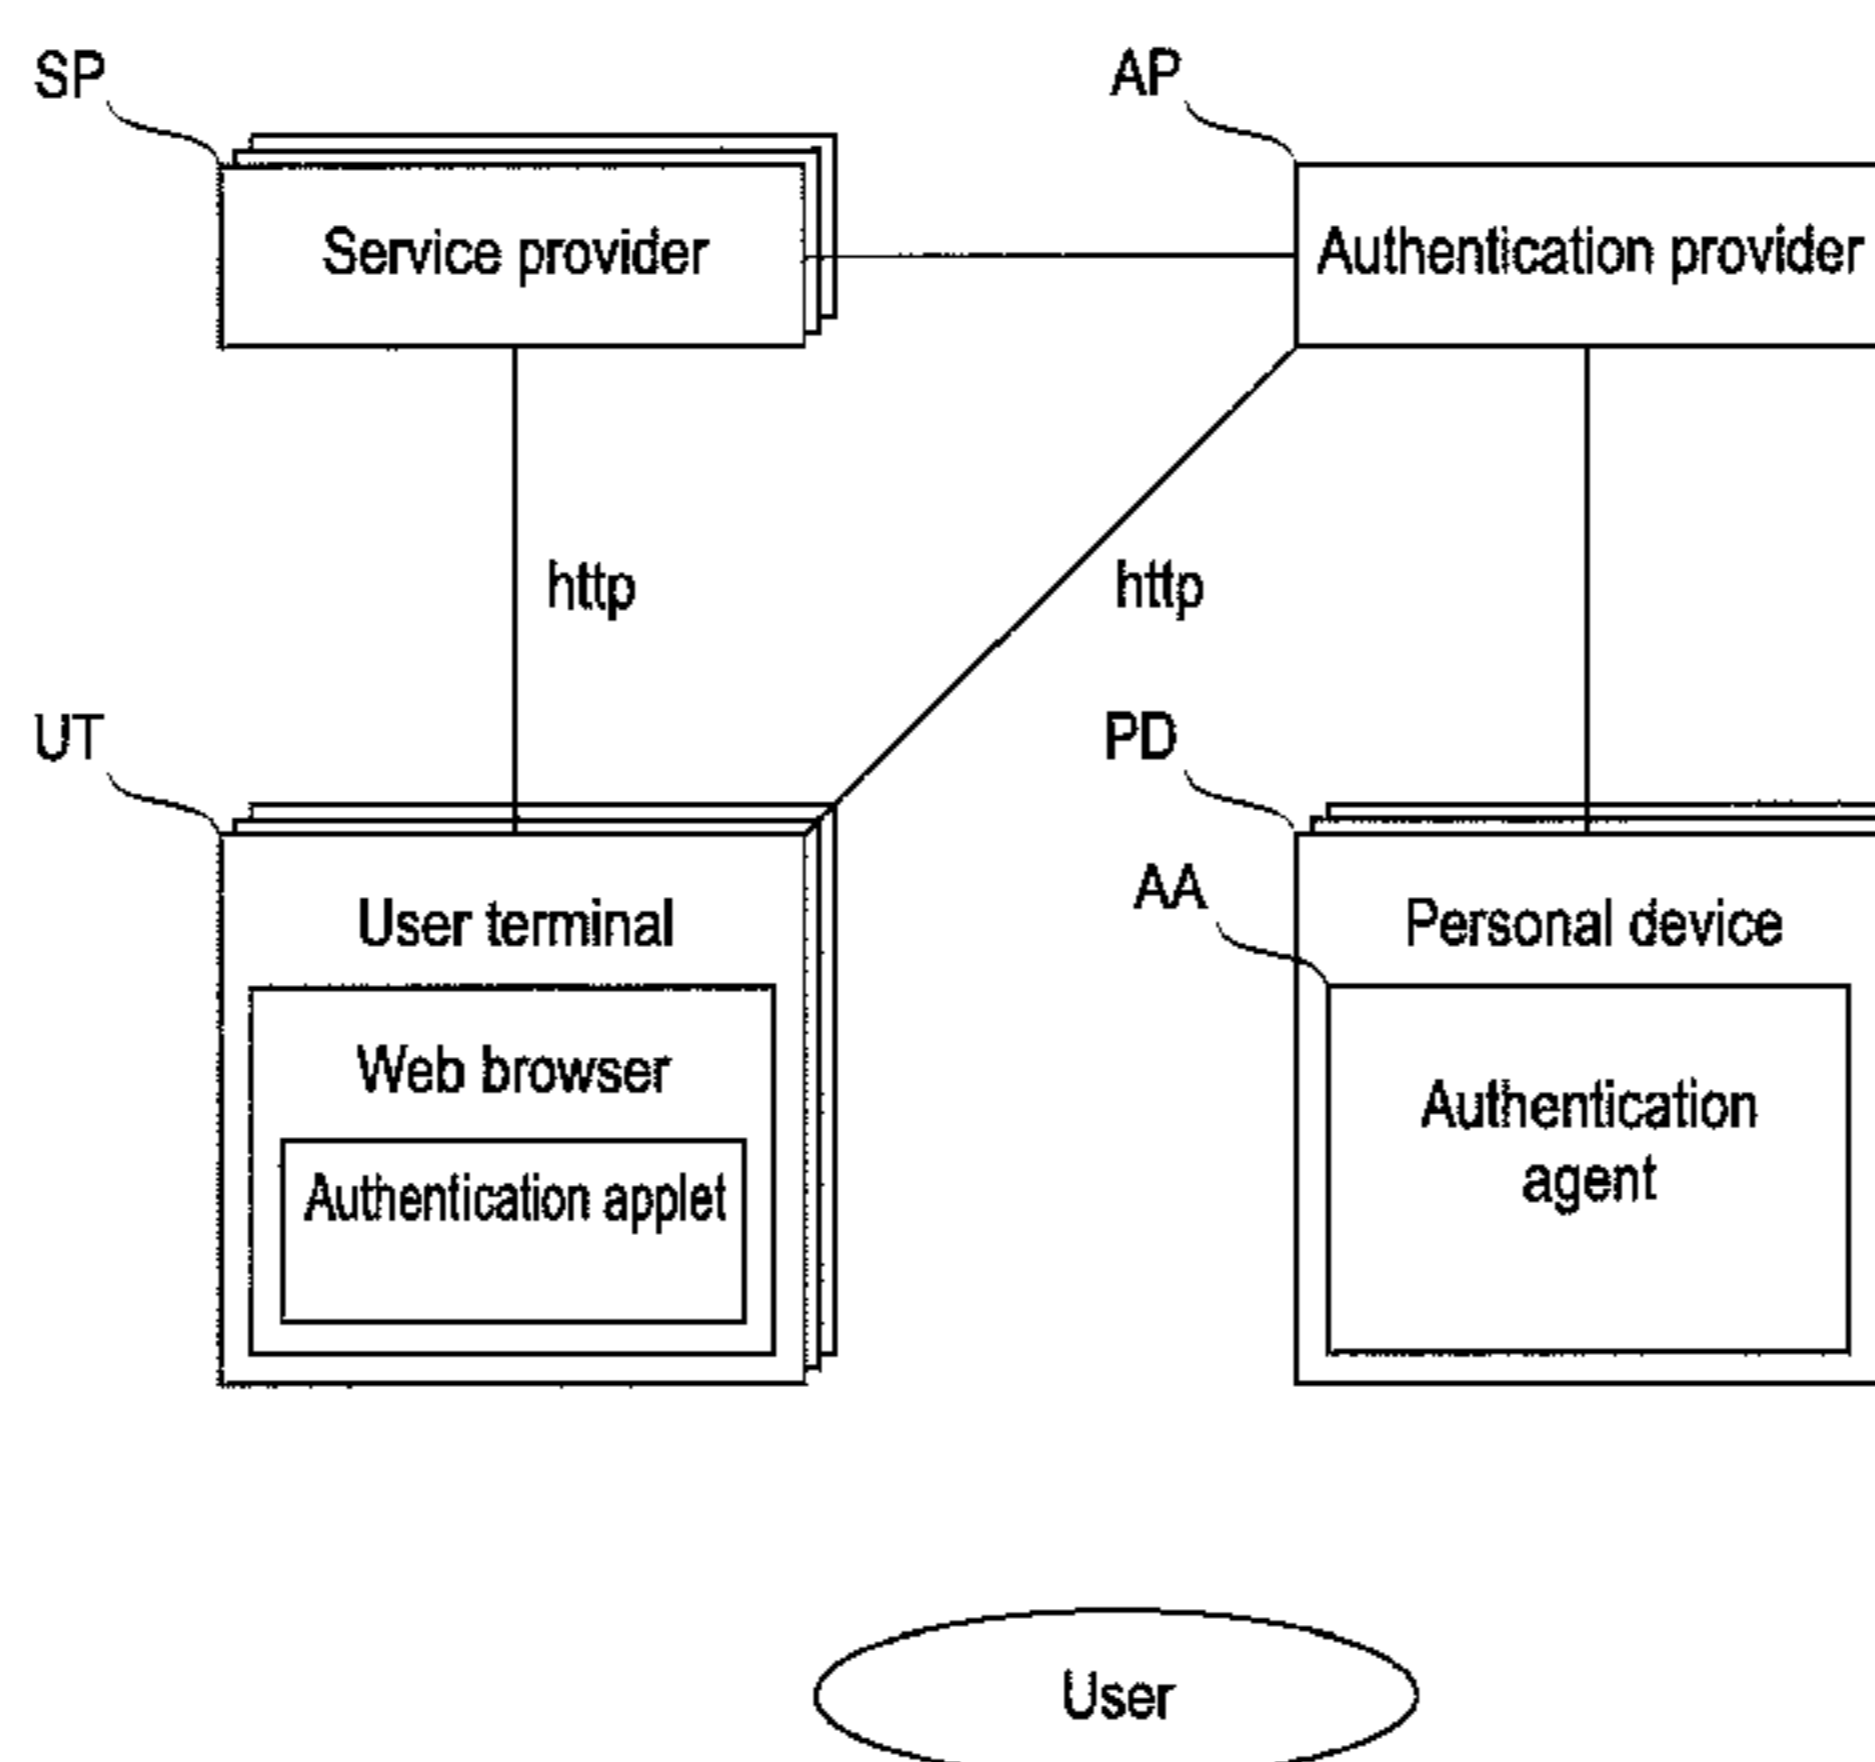 SP
AP
Service provider
Authentication provider
http
http
UT
PD
AA
User terminal
Personal device
Web browser
Authentication
agent
Authentication applet
User